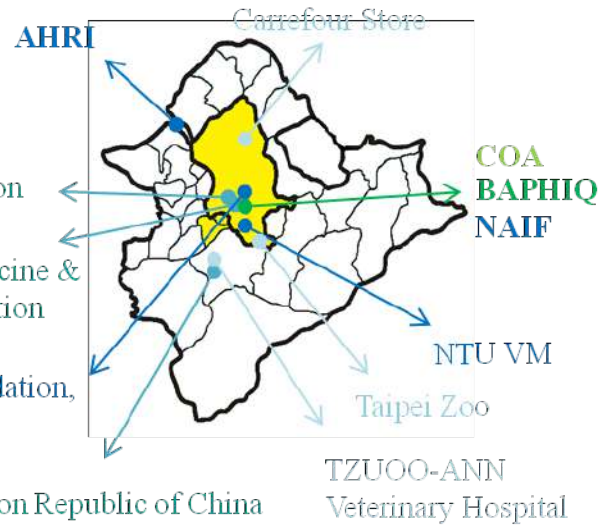 Carrefour Store
AHRI
COA
BAPHIQ
NAIF
on
cine &
tion
NTU VM
lation,
Taipei Zoo
TZUOO-ANN
Veterinary Hospital
on Republic of China